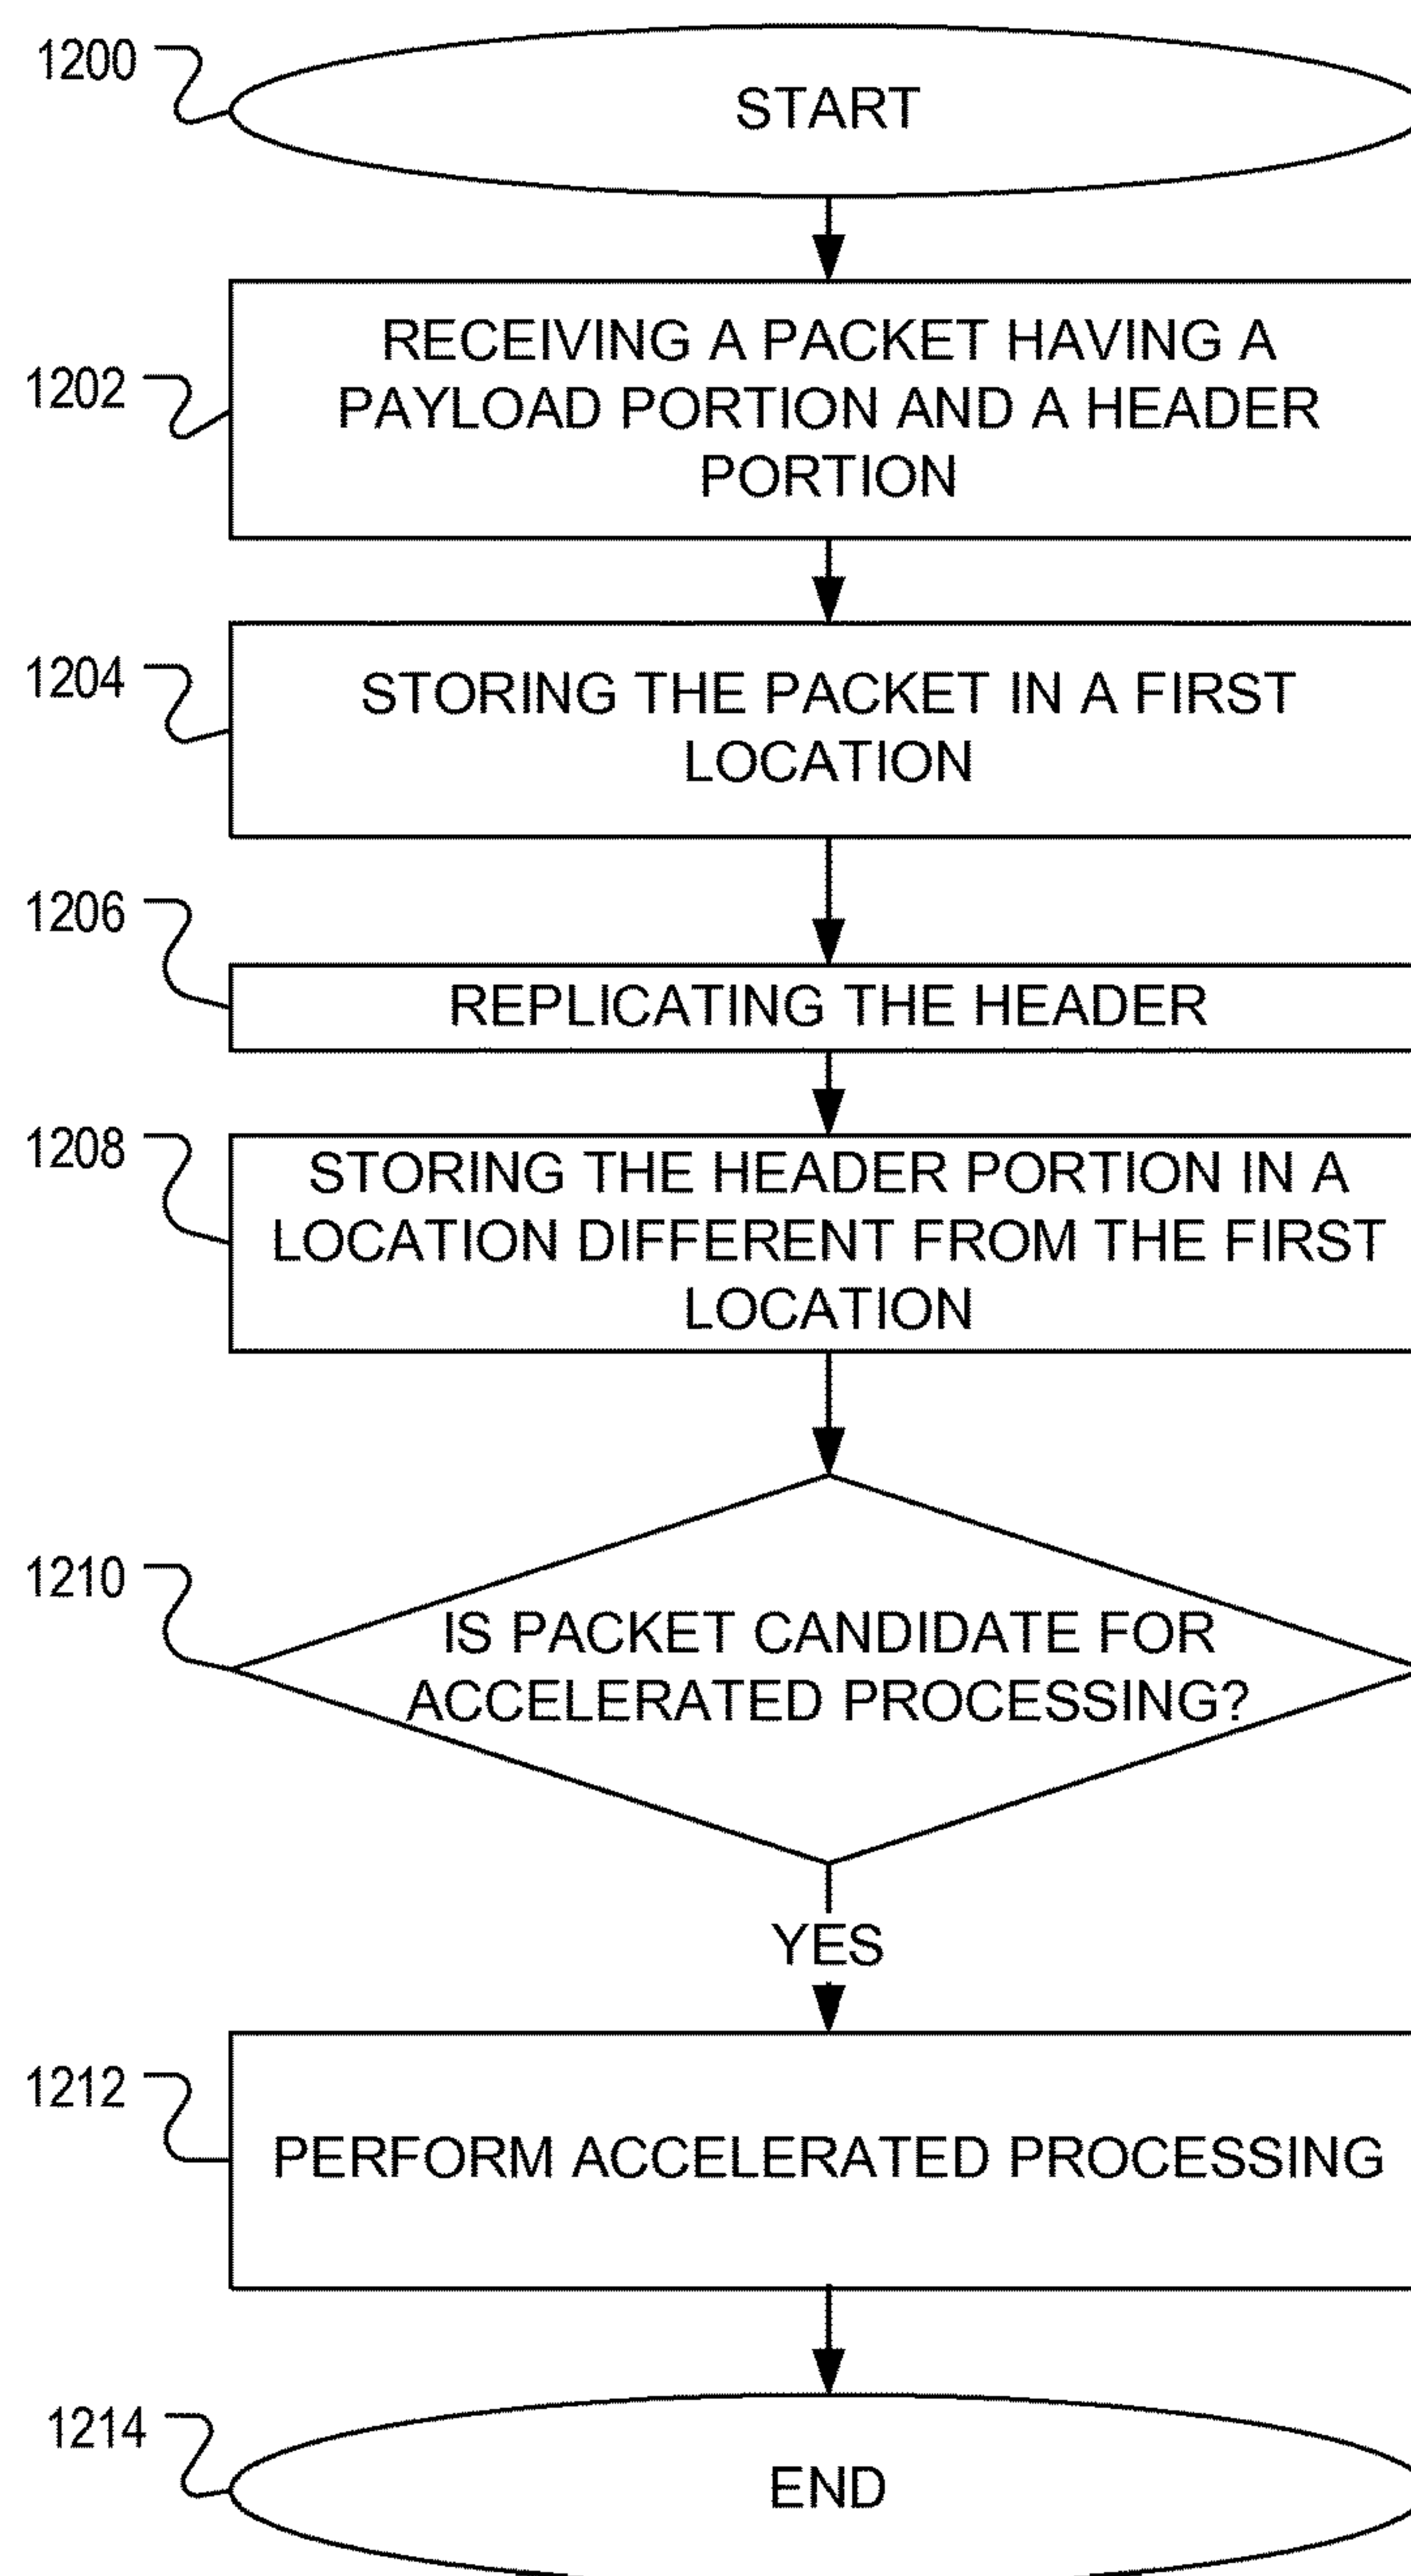 1200
START
1202
RECEIVING A PACKET HAVING A
PAYLOAD PORTION AND A HEADER
PORTION
1204
STORING THE PACKET IN A FIRST
LOCATION
1206
REPLICATING THE HEADER
1208
STORING THE HEADER PORTION IN A
LOCATION DIFFERENT FROM THE FIRST
LOCATION
1210
IS PACKET CANDIDATE FOR
ACCELERATED PROCESSING?
YES
1212
PERFORM ACCELERATED PROCESSING
1214
END